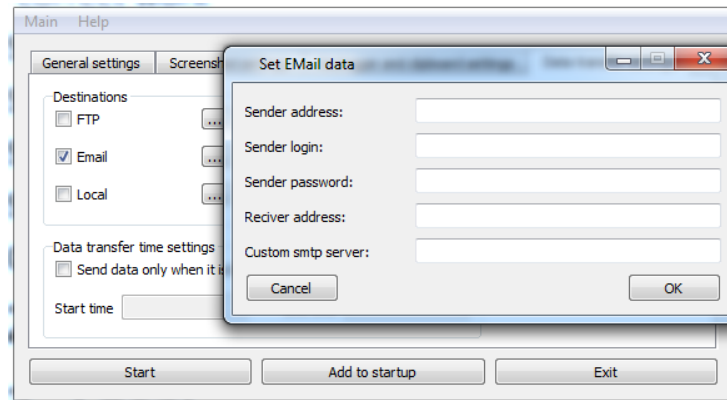 Main Help
General settings
Set EMail data
Destinations
FTP ...
Email ...
Local ...
Sender address:
Sender login:
Sender password:
Reciver address:
Custom smtp server:
Cancel OK
Data transfer time settings
Send data only when it
Start time
Start Add to startup Exit